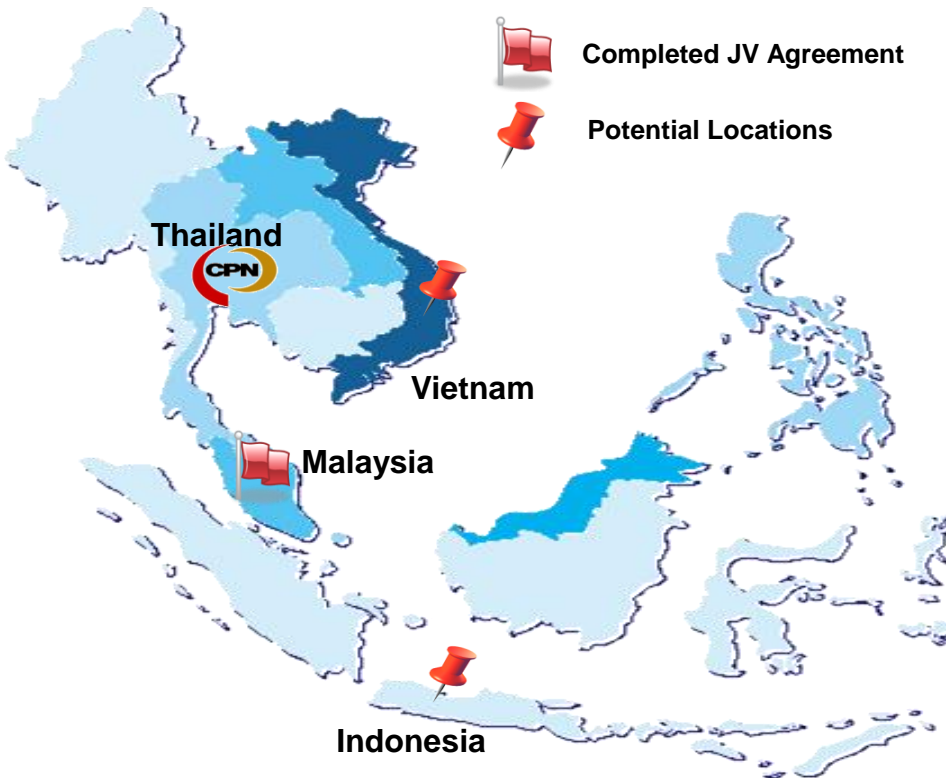 Completed JV Agreement
Potential Locations
Thailand
CPN
Vietnam
Malaysia
Indonesia